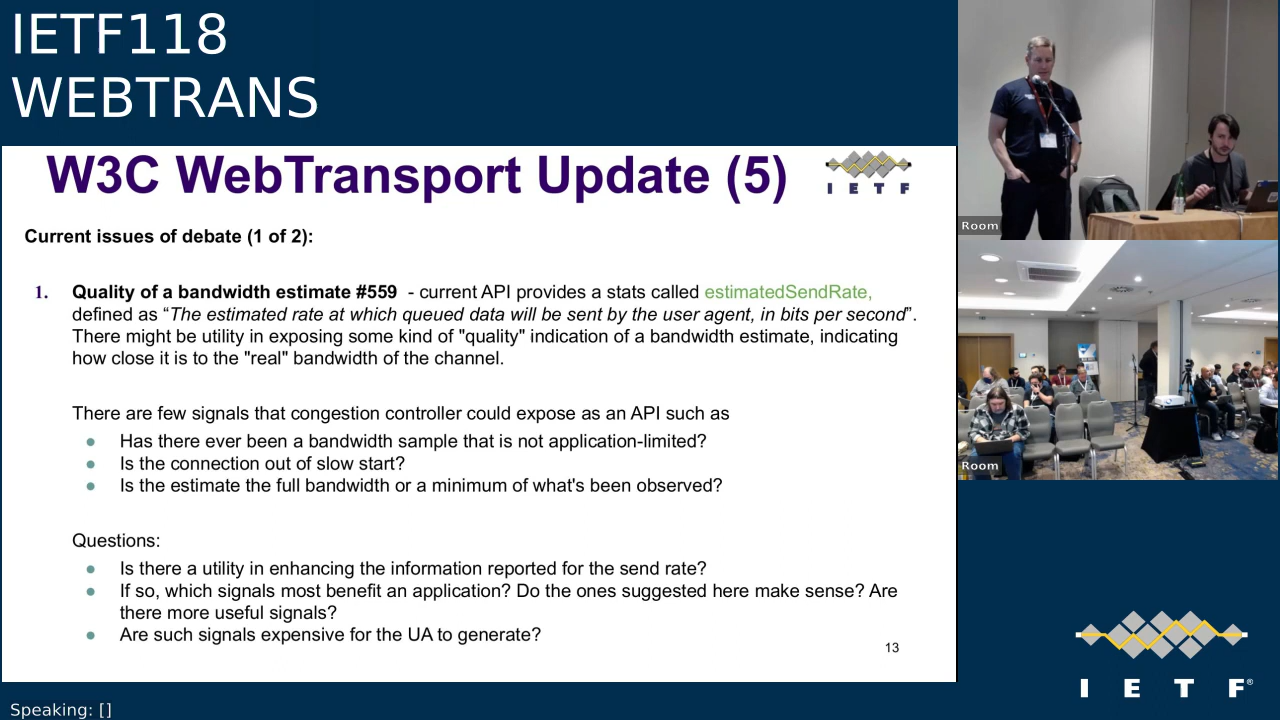 IETF118
WEBTRANS
W3C WebTransport Update (5)
I E T F
Current issues of debate (1 of 2):
1. Quality of a bandwidth estimate #559 - current API provides a stats called estimatedSendRate,
defined as “The estimated rate at which queued data will be sent by the user agent, in bits per second”.
There might be utility in exposing some kind of "quality" indication of a bandwidth estimate, indicating
how close it is to the "real" bandwidth of the channel.
There are few signals that congestion controller could expose as an API such as
● Has there ever been a bandwidth sample that is not application-limited?
● Is the connection out of slow start?
● Is the estimate the full bandwidth or a minimum of what's been observed?
Questions:
● Is there a utility in enhancing the information reported for the send rate?
● If so, which signals most benefit an application? Do the ones suggested here make sense? Are
there more useful signals?
● Are such signals expensive for the UA to generate?
13
Room
Room
I E T F®
Speaking: []